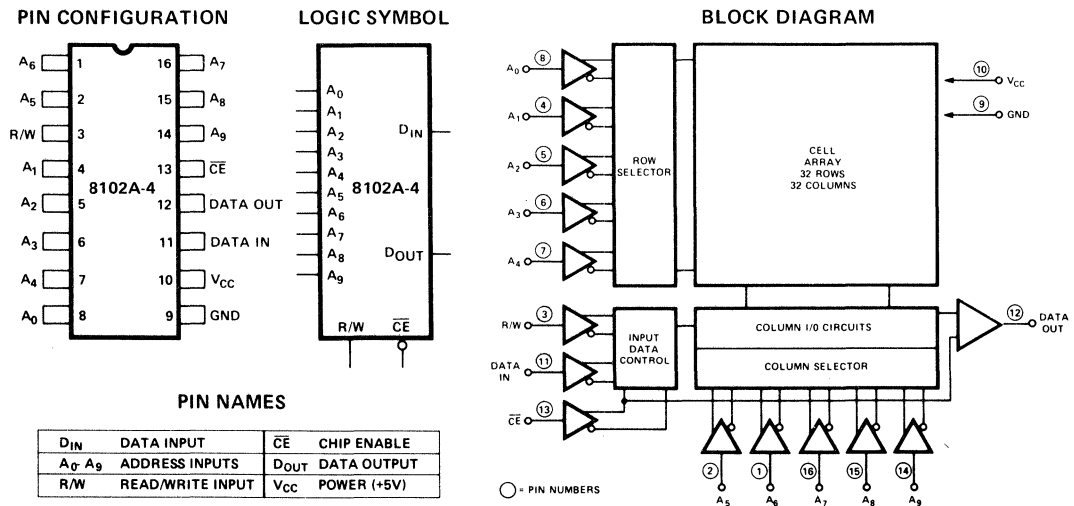 PIN CONFIGURATION
A6 1 16 A7
A5 2 15 A8
R/W 3 14 A9
A1 4 13 CE
8102A-4
A2 5 12 DATA OUT
A3 6 11 DATA IN
A4 7 10 VCC
A0 8 9 GND
LOGIC SYMBOL
A0
A1
A2
A3
A4
A5
A6
A7
A8
A9
DIN
8102A-4
DOUT
R/W CE
PIN NAMES
DIN DATA INPUT CE CHIP ENABLE
A0- A9 ADDRESS INPUTS DOUT DATA OUTPUT
R/W READ/WRITE INPUT VCC POWER (+5V)
BLOCK DIAGRAM
A0 8
A1 4
A2 5
A3 6
A4 7
ROW
SELECTOR
CELL
ARRAY
32 ROWS
32 COLUMNS
10 VCC
9 GND
R/W 3
DATA
IN 11
CE 13
INPUT
DATA
CONTROL
COLUMN I/0 CIRCUITS
COLUMN SELECTOR
12 DATA
OUT
2 1 16 15 14
A5 A6 A7 A8 A9
= PIN NUMBERS